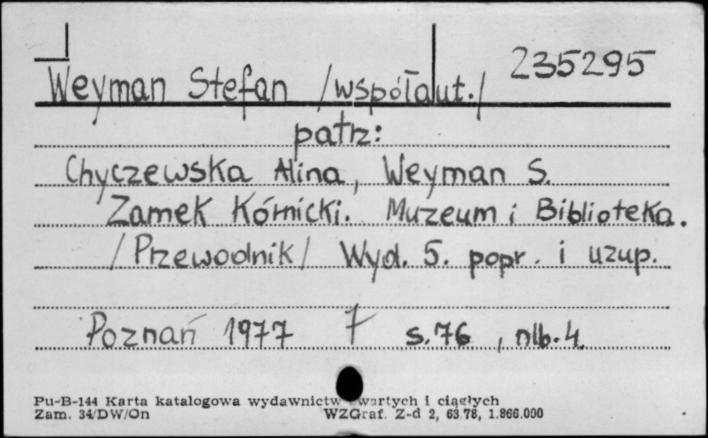 235295
Weyman Stefan /współaut./
patrz:
Chyczewska Alina, Weyman S.
Zamek Kórnicki. Muzeum i Biblioteka.
/Przewodnik/ Wyd. 5. popr. i uzup.
Poznań 1977 7 s.76, nlb.4.
Pu-B-144 Karta katalogowa wydawnictw zwartych i ciągłych
Zam. 34/DW/On WZGraf. Z-d 2, 63.78, 1.866.000